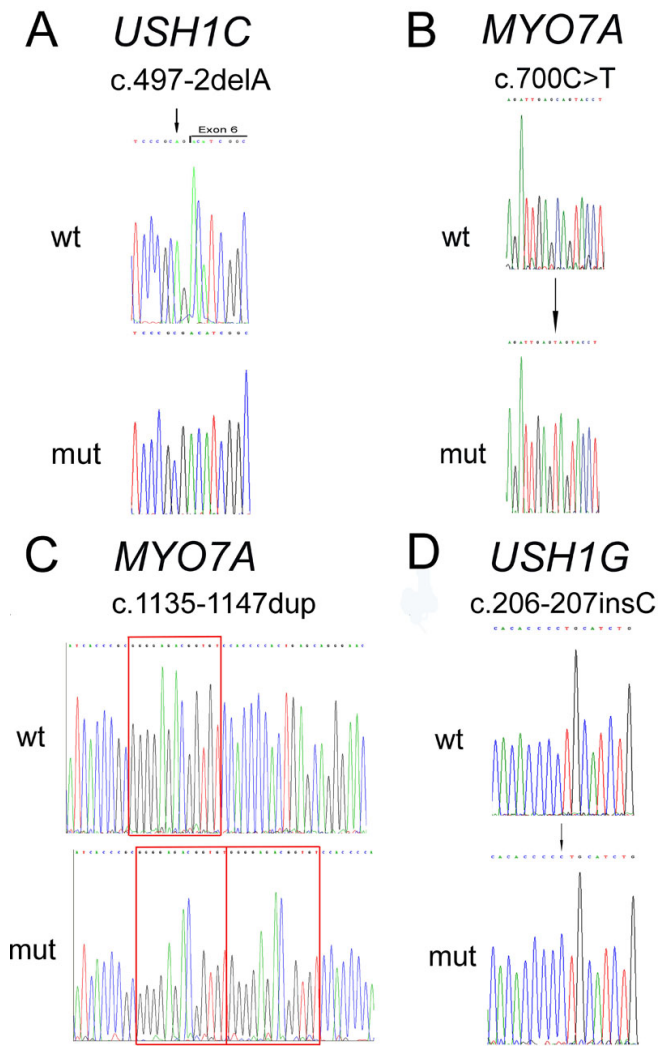 A
USH1C
c.497-2delA
Exon 6
T C C C G C A G A C A T C G G C
wt
T C C C G C G A C A T C G G C
mut
B
MYO7A
c.700C>T
A G A T T G A G C A G T A C C T
wt
A G A T T G A G T A G T A C C T
mut
C
MYO7A
c.1135-1147dup
wt
mut
D
USH1G
c.206-207insC
C A C A C C C C T G C A T C T G
wt
C A C A C C C C C T G C A T C T G
mut